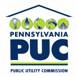 PENNSYLVANIA
PUC
PUBLIC UTILITY COMMISSION